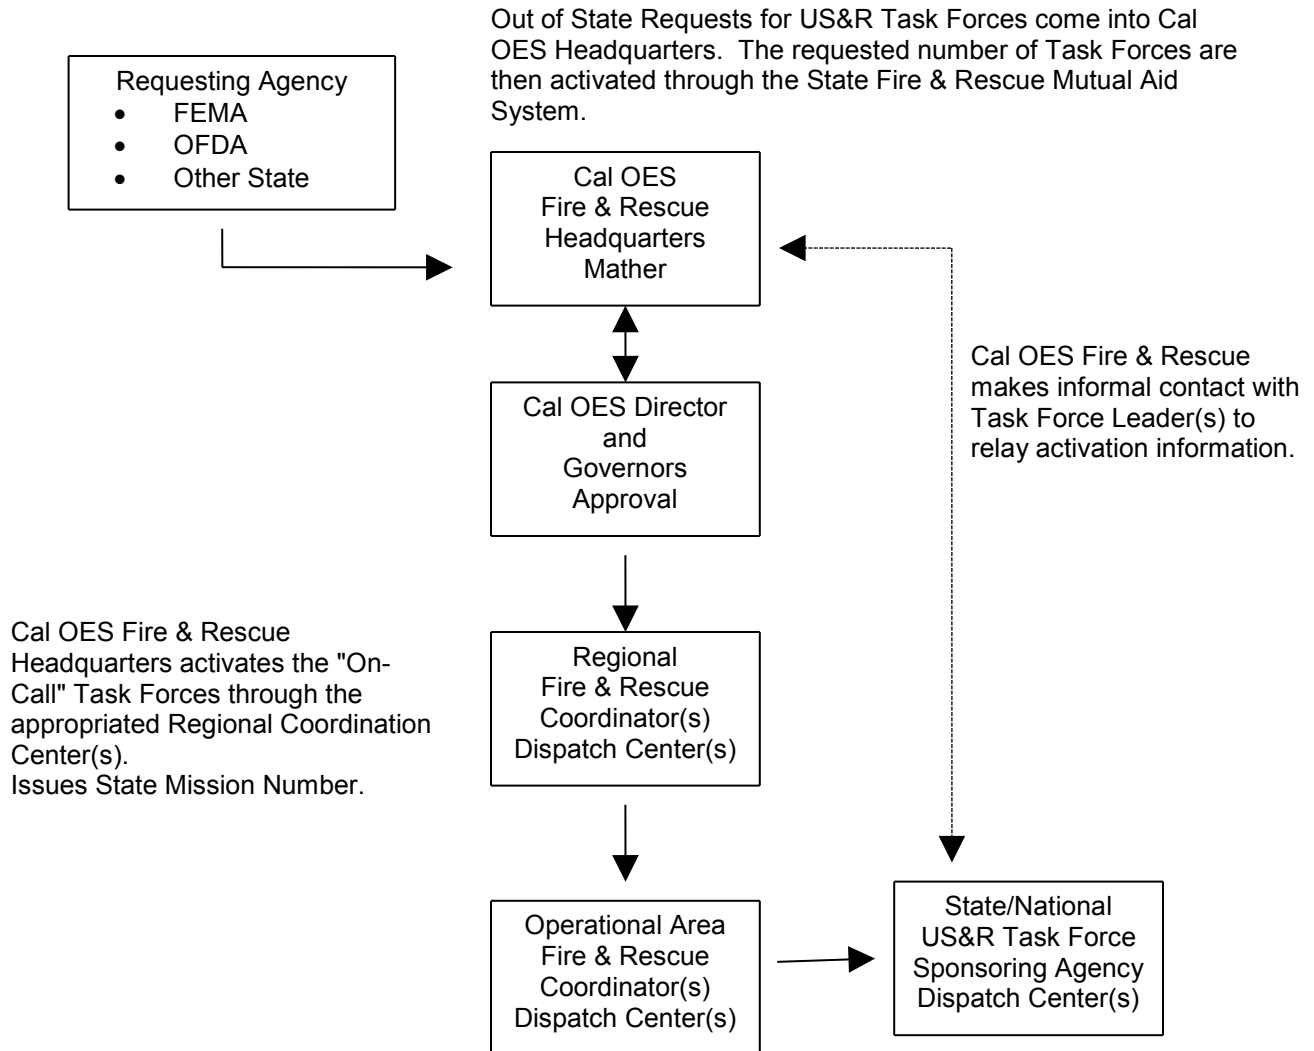 Out of State Requests for US&R Task Forces come into Cal
OES Headquarters.  The requested number of Task Forces are
then activated through the State Fire & Rescue Mutual Aid
System.
Requesting Agency
• FEMA
• OFDA
• Other State
Cal OES
Fire & Rescue
Headquarters
Mather
Cal OES Fire & Rescue
makes informal contact with
Task Force Leader(s) to
relay activation information.
Cal OES Director
and
Governors
Approval
Cal OES Fire & Rescue
Headquarters activates the "On-
Call" Task Forces through the
appropriated Regional Coordination
Center(s).
Issues State Mission Number.
Regional
Fire & Rescue
Coordinator(s)
Dispatch Center(s)
Operational Area
Fire & Rescue
Coordinator(s)
Dispatch Center(s)
State/National
US&R Task Force
Sponsoring Agency
Dispatch Center(s)